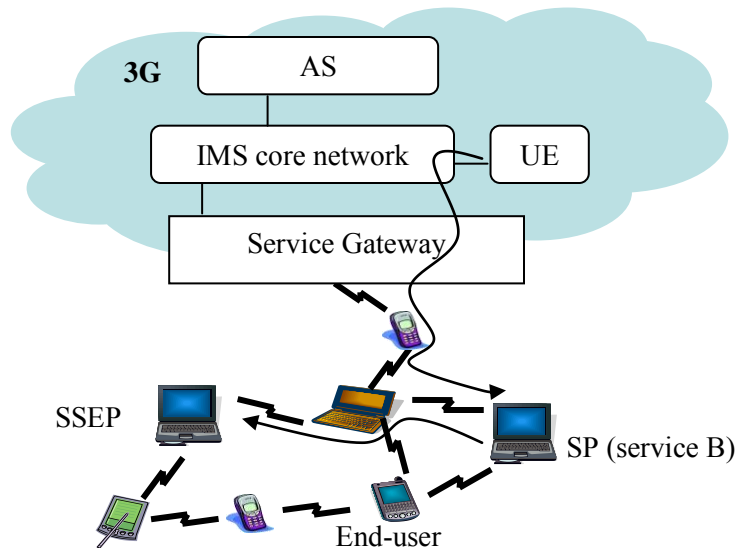 3G
AS
IMS core network
UE
Service Gateway
SSEP
SP (service B)
End-user